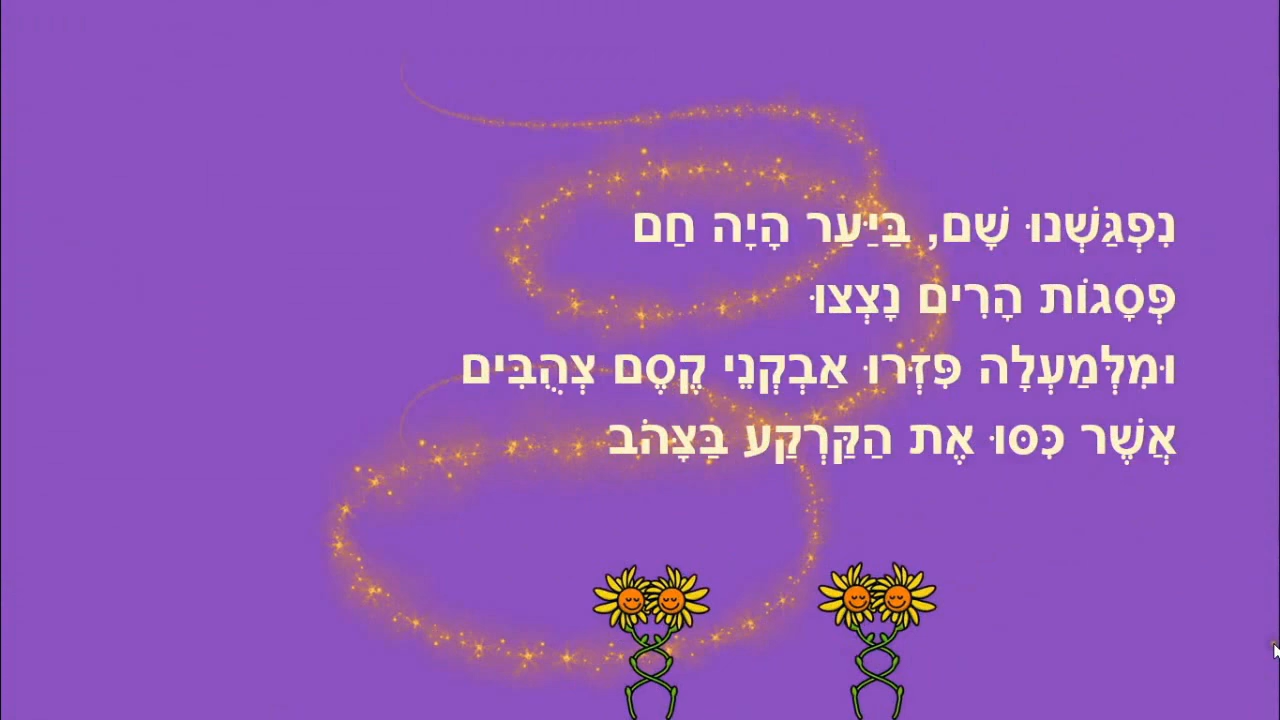 נִפְגַּשְׁנוּ שָׁם, בַּיַּעַר הָיָה חַם
פְּסָגוֹת הָרִים נָצְצוּ
וּמִלְּמַעְלָה פִּזְּרוּ אַבְקְנֵי קֶסֶם צְהֻבִּים
אֲשֶׁר כִּסּוּ אֶת הַקַּרְקַע בַּצָּהֹב